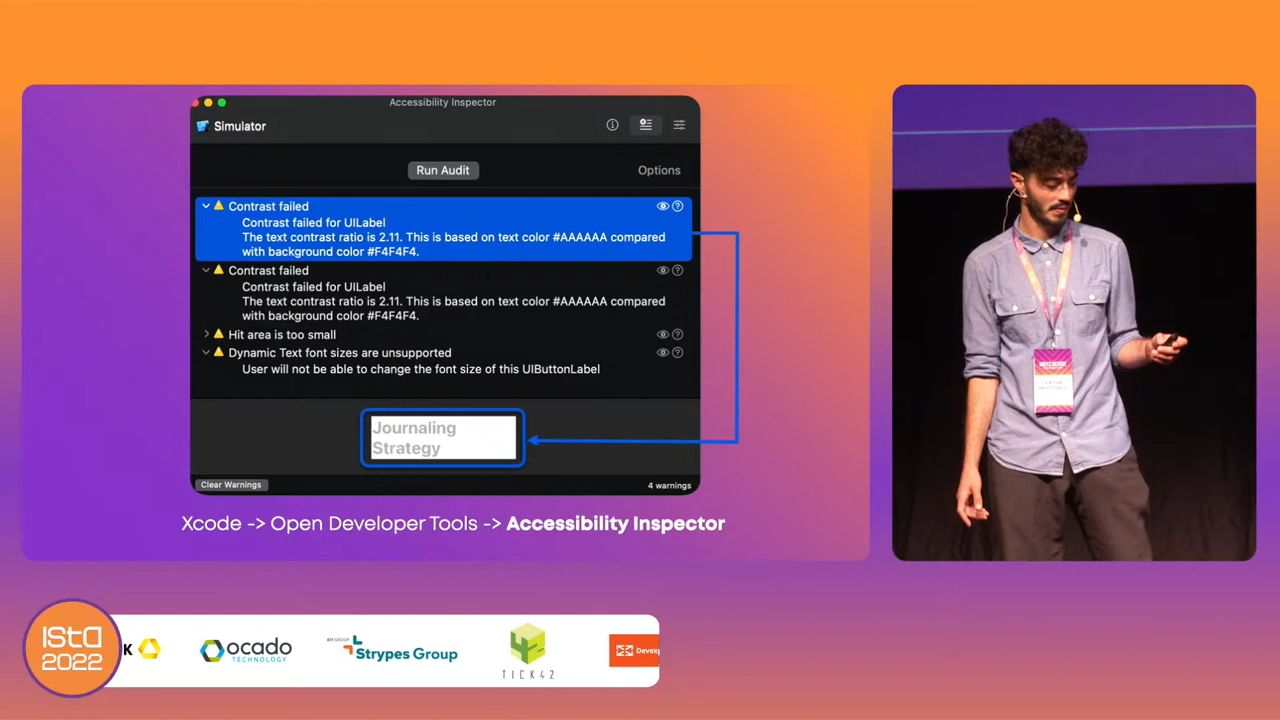 Accessibility Inspector
Simulator
Run Audit
Options
Contrast failed
Contrast failed for UILabel
The text contrast ratio is 2.11. This is based on text color #AAAAAA compared
with background color #F4F4F4.
Contrast failed
Contrast failed for UILabel
The text contrast ratio is 2.11. This is based on text color #AAAAAA compared
with background color #F4F4F4.
Hit area is too small
Dynamic Text font sizes are unsupported
User will not be able to change the font size of this UIButtonLabel
Journaling
Strategy
Clear Warnings
4 warnings
Xcode -> Open Developer Tools -> Accessibility Inspector
ISTA
2022
K
ocado
TECHNOLOGY
Strypes Group
TICK42
Devexp